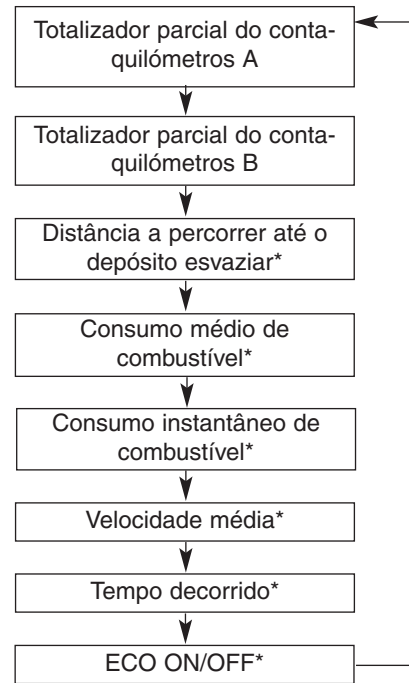 Totalizador parcial do conta-
quilómetros A
Totalizador parcial do conta-
quilómetros B
Distância a percorrer até o
depósito esvaziar*
Consumo médio de
combustível*
Consumo instantâneo de
combustível*
Velocidade média*
Tempo decorrido*
ECO ON/OFF*